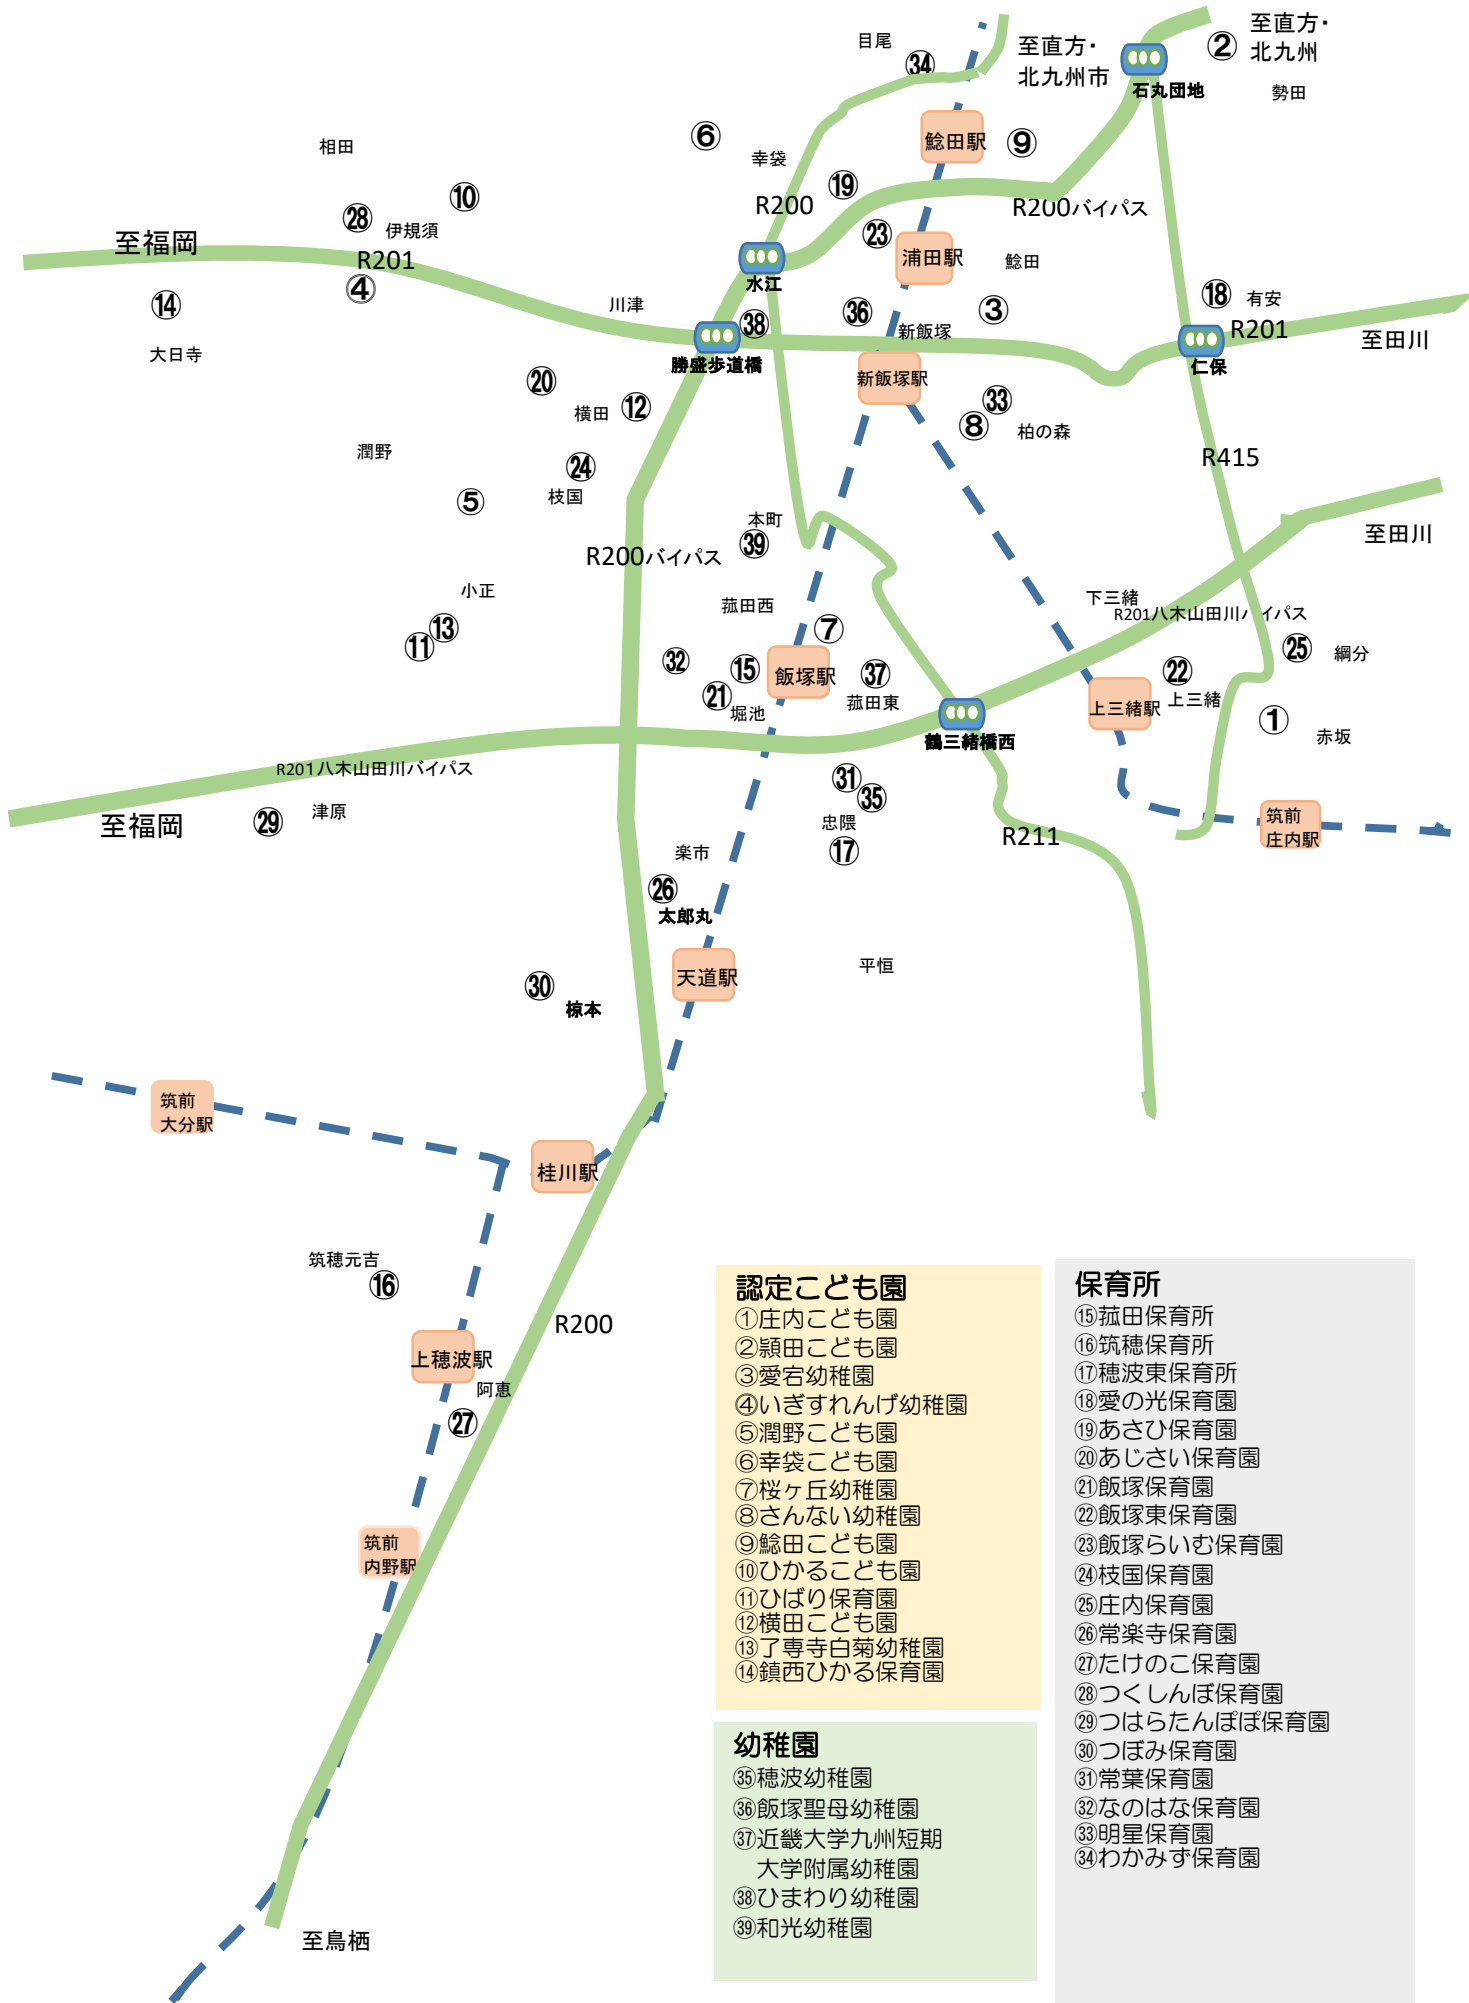 目尾
㉞
至直方・
北九州市
石丸団地
②
至直方・
北九州
勢田
相田
⑥
幸袋
鯰田駅
⑨
⑩
㉘
伊規須
⑲
R200
R200バイパス
至福岡
R201
㉓
浦田駅
鯰田
水江
④
⑭
大日寺
川津
㊳
㊱
新飯塚
③
⑱
有安
R201
至田川
勝盛歩道橋
仁保
新飯塚駅
⑳
横田
⑫
㉝
⑧
柏の森
潤野
㉔
枝国
⑤
R415
本町
㊴
R200バイパス
至田川
小正
菰田西
下三緒
R201八木山田川バイパス
⑬
⑪
⑦
㉜
⑮
飯塚駅
㊲
菰田東
㉑
堀池
㉕
綱分
㉒
上三緒
上三緒駅
①
赤坂
鶴三緒橋西
R201八木山田川バイパス
至福岡
㉙
津原
㉛
㉟
忠隈
⑰
R211
筑前
庄内駅
楽市
㉖
太郎丸
天道駅
平恒
㉚
椋本
筑前
大分駅
桂川駅
筑穂元吉
⑯
R200
上穂波駅
阿恵
㉗
筑前
内野駅
至鳥栖
認定こども園
①庄内こども園
②頴田こども園
③愛宕幼稚園
④いぎすれんげ幼稚園
⑤潤野こども園
⑥幸袋こども園
⑦桜ヶ丘幼稚園
⑧さんない幼稚園
⑨鯰田こども園
⑩ひかるこども園
⑪ひばり保育園
⑫横田こども園
⑬了専寺白菊幼稚園
⑭鎮西ひかる保育園
幼稚園
㉟穂波幼稚園
㊱飯塚聖母幼稚園
㊲近畿大学九州短期
大学附属幼稚園
㊳ひまわり幼稚園
㊴和光幼稚園
保育所
⑮菰田保育所
⑯筑穂保育所
⑰穂波東保育所
⑱愛の光保育園
⑲あさひ保育園
⑳あじさい保育園
㉑飯塚保育園
㉒飯塚東保育園
㉓飯塚らいむ保育園
㉔枝国保育園
㉕庄内保育園
㉖常楽寺保育園
㉗たけのこ保育園
㉘つくしんぼ保育園
㉙つはらたんぽぽ保育園
㉚つぼみ保育園
㉛常葉保育園
㉜なのはな保育園
㉝明星保育園
㉞わかみず保育園